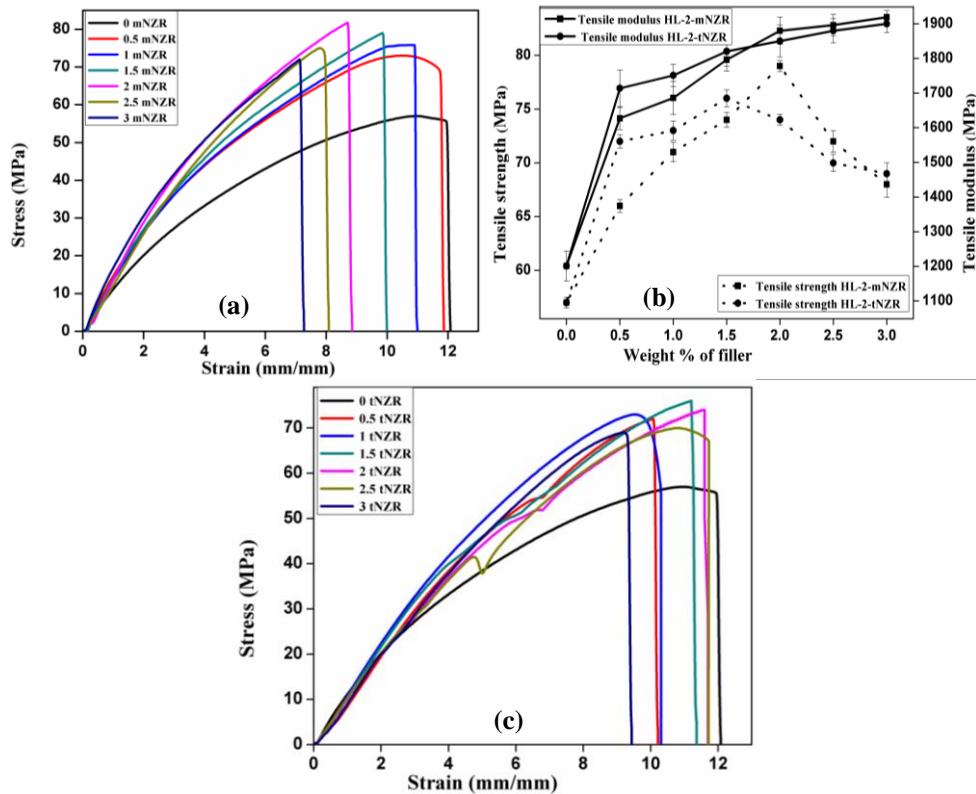 80
70
60
50
40
30
20
10
0
Stress (MPa)
0 mNZR
0.5 mNZR
1 mNZR
1.5 mNZR
2 mNZR
2.5 mNZR
3 mNZR
(a)
0 2 4 6 8 10 12
Strain (mm/mm)
Tensile modulus HL-2-mNZR
Tensile modulus HL-2-tNZR
80
75
70
65
60
Tensile strength (MPa)
1900
1800
1700
1600
1500
1400
1300
1200
1100
Tensile modulus (MPa)
(b)
Tensile strength HL-2-mNZR
Tensile strength HL-2-tNZR
0.0 0.5 1.0 1.5 2.0 2.5 3.0
Weight % of filler
0 tNZR
0.5 tNZR
1 tNZR
1.5 tNZR
2 tNZR
2.5 tNZR
3 tNZR
70
60
50
40
30
20
10
0
Stress (MPa)
(c)
0 2 4 6 8 10 12
Strain (mm/mm)